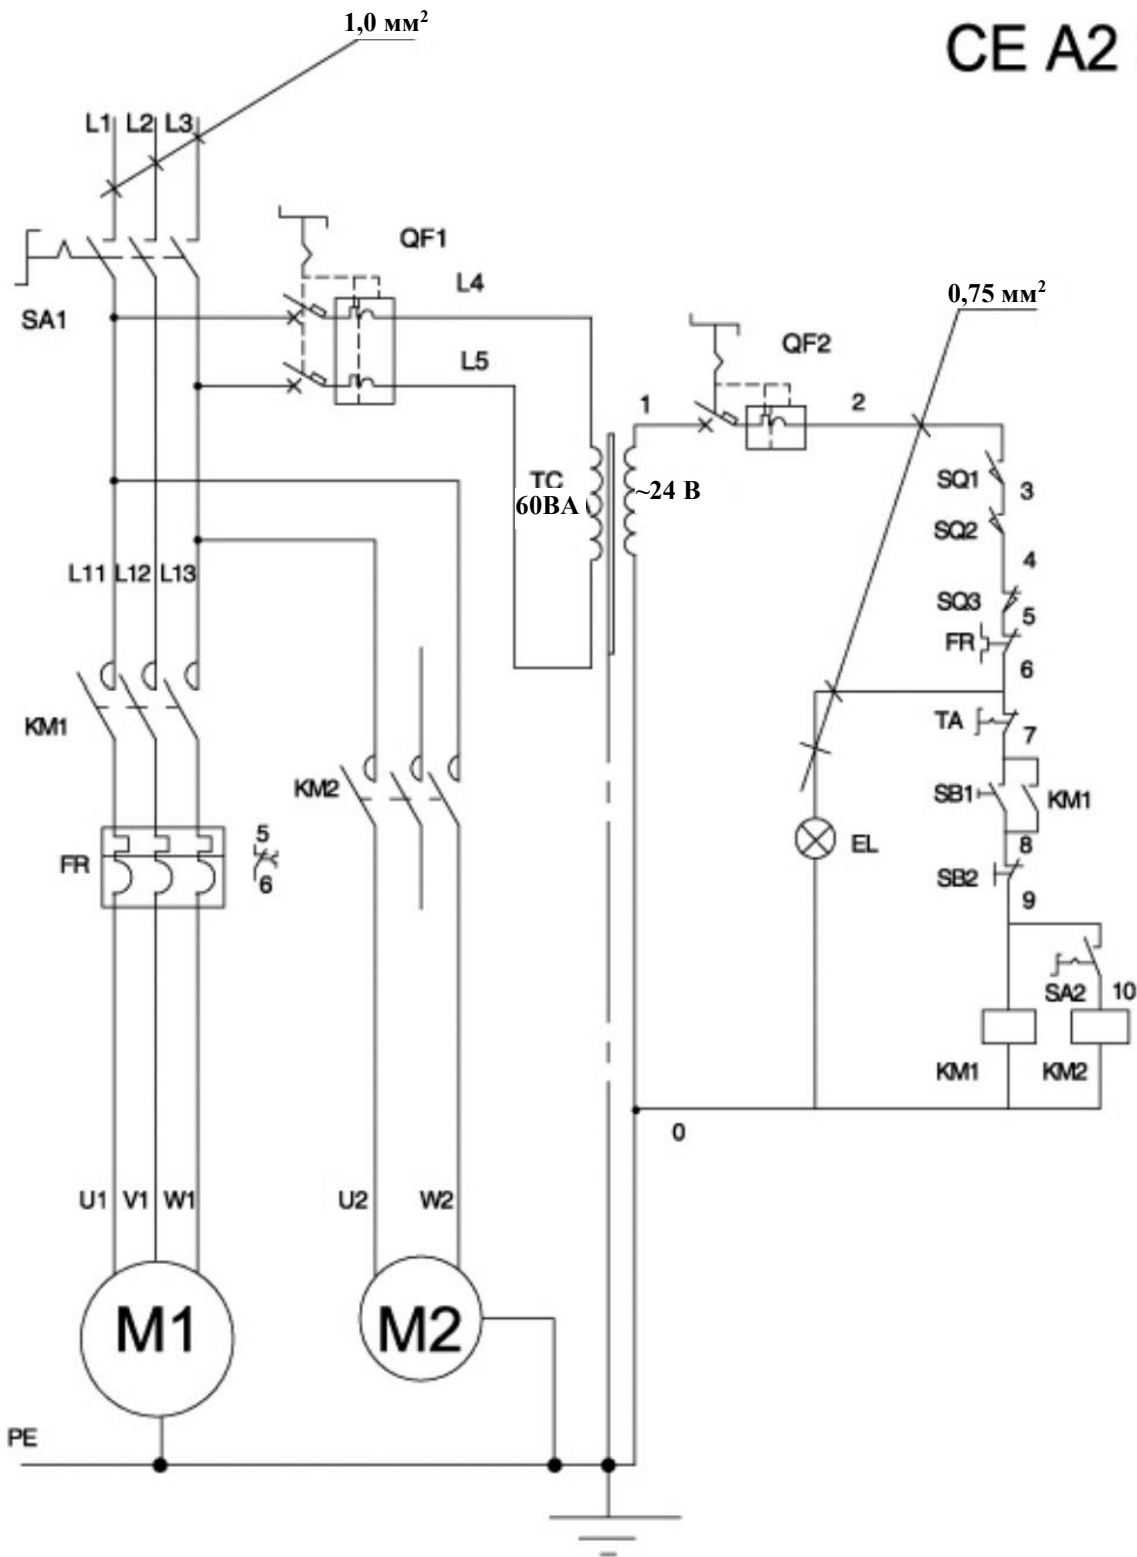 1,0 мм²
CE A2
L1 L2 L3
QF1
L4
SA1
0,75 мм²
QF2
L5
1
2
TC
60ВА
~24 В
SQ1
3
SQ2
4
L11 L12 L13
SQ3
5
FR
6
KM1
TA
7
KM2
SB1
KM1
FR
5
6
EL
8
SB2
9
SA2
10
KM1
KM2
0
U1 V1 W1
U2
W2
M1
M2
PE